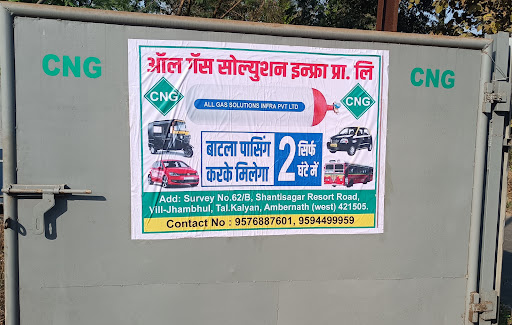 ऑल गॅस सोल्युशन इन्फ्रा प्रा. लि
CNG
CNG
CNG
CNG
ALL GAS SOLUTIONS INFRA PVT LTD
बाटला पासिंग
करके मिलेगा
2 सिर्फ
घंटे में
Add: Survey No.62/B, Shantisagar Resort Road,
Vill-Jhambhul, Tal.Kalyan, Ambernath (west) 421505.
Contact No : 9576887601, 9594499959